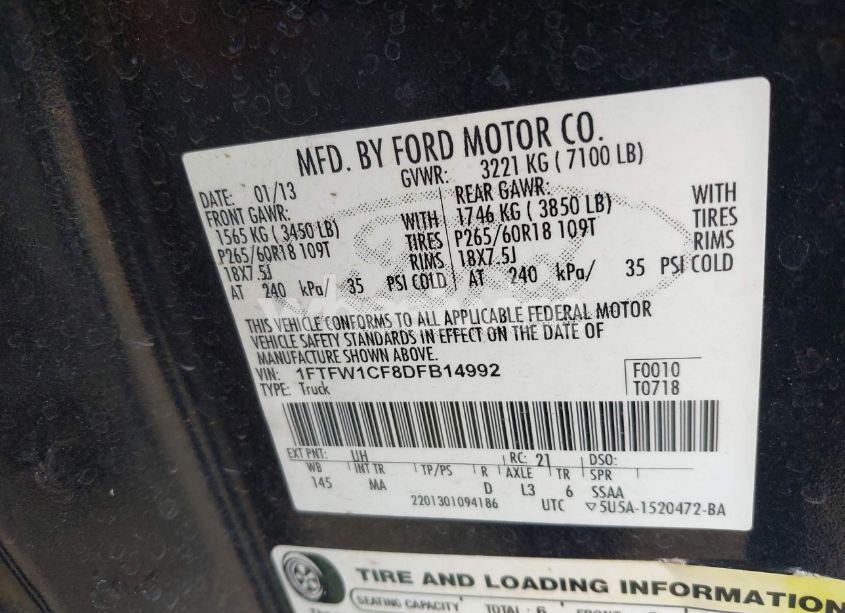 MFD. BY FORD MOTOR CO.
DATE: 01/13 GVWR: 3221 KG ( 7100 LB)
FRONT GAWR: REAR GAWR:
1565 KG ( 3450 LB) WITH 1746 KG ( 3850 LB) WITH
P265/60R18 109T TIRES P265/60R18 109T TIRES
18X7.5J RIMS 18X7.5J RIMS
AT 240 kPa/ 35 PSI COLD AT 240 kPa/ 35 PSI COLD
THIS VEHICLE CONFORMS TO ALL APPLICABLE FEDERAL MOTOR
VEHICLE SAFETY STANDARDS IN EFFECT ON THE DATE OF
MANUFACTURE SHOWN ABOVE.
VIN: 1FTFW1CF8DFB14992 F0010
TYPE: Truck T0718
EXT PNT: UH RC: 21 DSO:
WB INT TR TP/PS R AXLE TR SPR
145 MA D L3 6 SSAA
2201301094186 UTC ▽5U5A-1520472-BA
TIRE AND LOADING INFORMATION
SEATING CAPACITY TOTAL : 6